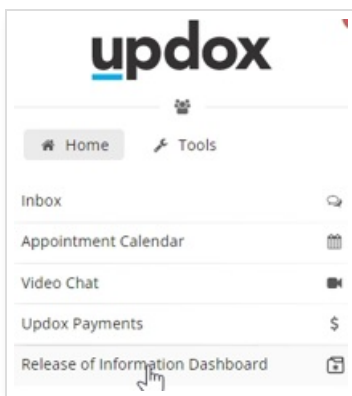 updox
Home Tools
Inbox
Appointment Calendar
Video Chat
Updox Payments
$
Release of Information Dashboard